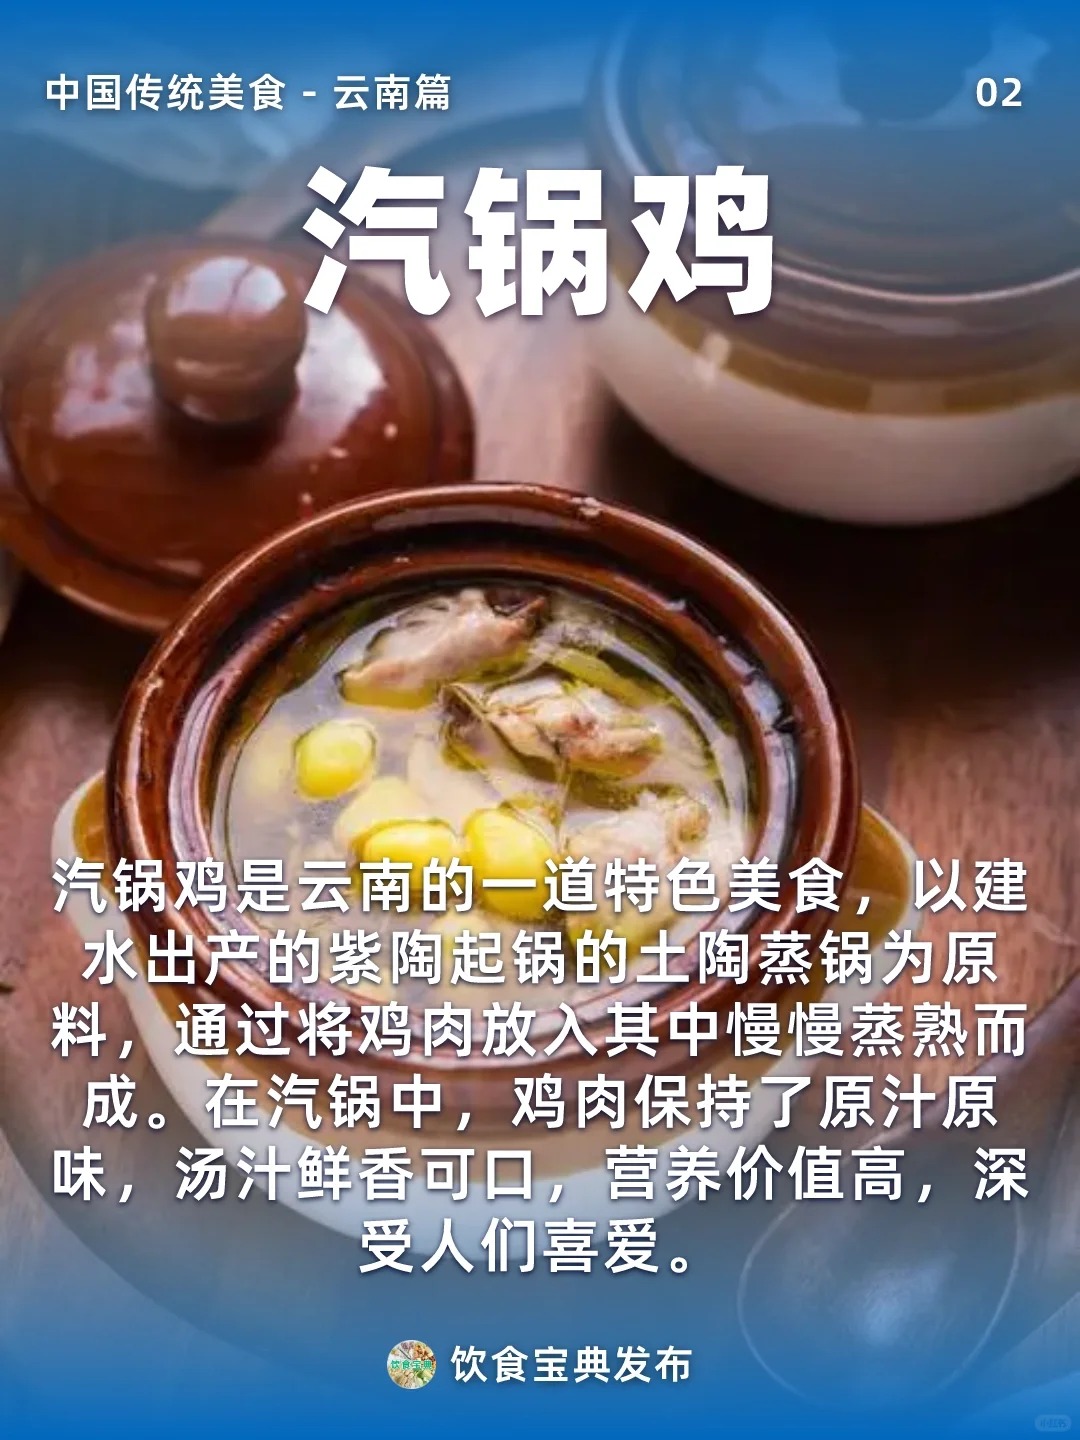 中国传统美食 - 云南篇
02
汽锅鸡
汽锅鸡是云南的一道特色美食，以建
水出产的紫陶起锅的土陶蒸锅为原
料，通过将鸡肉放入其中慢慢蒸熟而
成。在汽锅中，鸡肉保持了原汁原
味，汤汁鲜香可口，营养价值高，深
受人们喜爱。
饮食宝典
饮食宝典发布